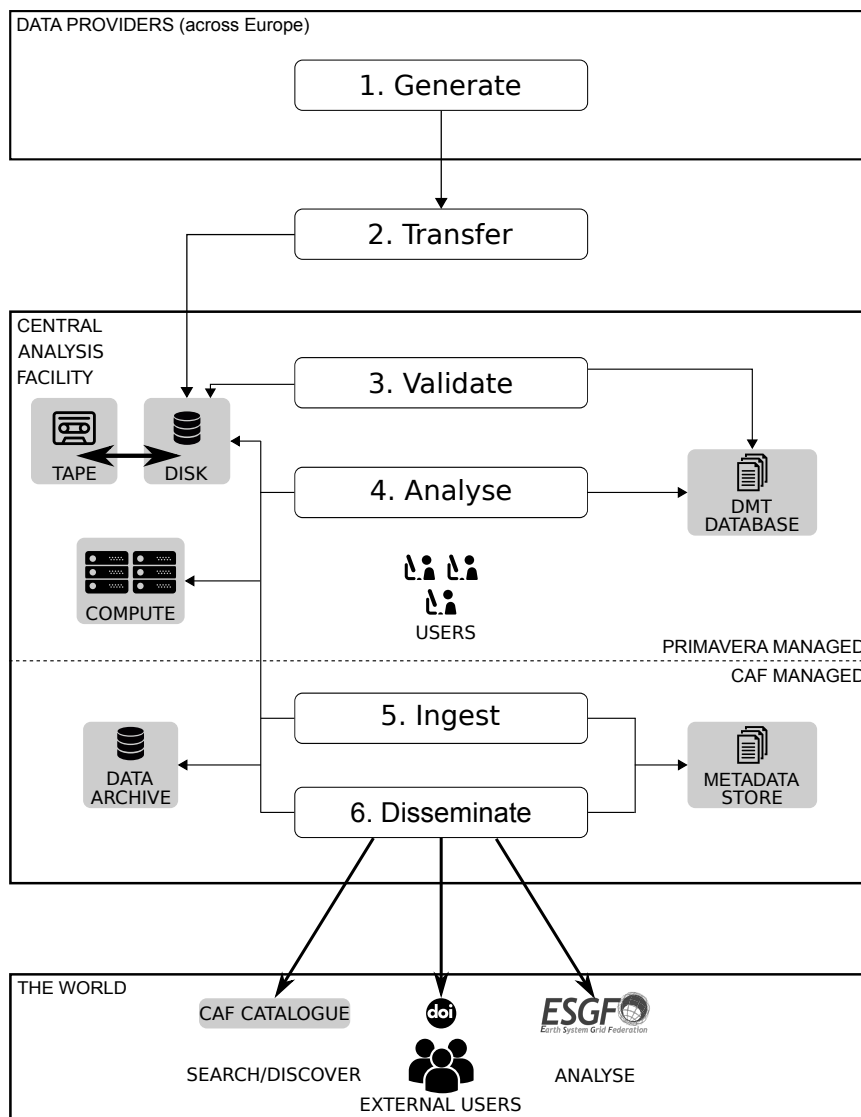 DATA PROVIDERS (across Europe)
1. Generate
2. Transfer
CENTRAL
ANALYSIS
FACILITY
3. Validate
TAPE
DISK
4. Analyse
DMT
DATABASE
COMPUTE
USERS
PRIMAVERA MANAGED
CAF MANAGED
5. Ingest
DATA
ARCHIVE
METADATA
STORE
6. Disseminate
THE WORLD
CAF CATALOGUE
doi
ESGF
Earth System Grid Federation
SEARCH/DISCOVER
ANALYSE
EXTERNAL USERS